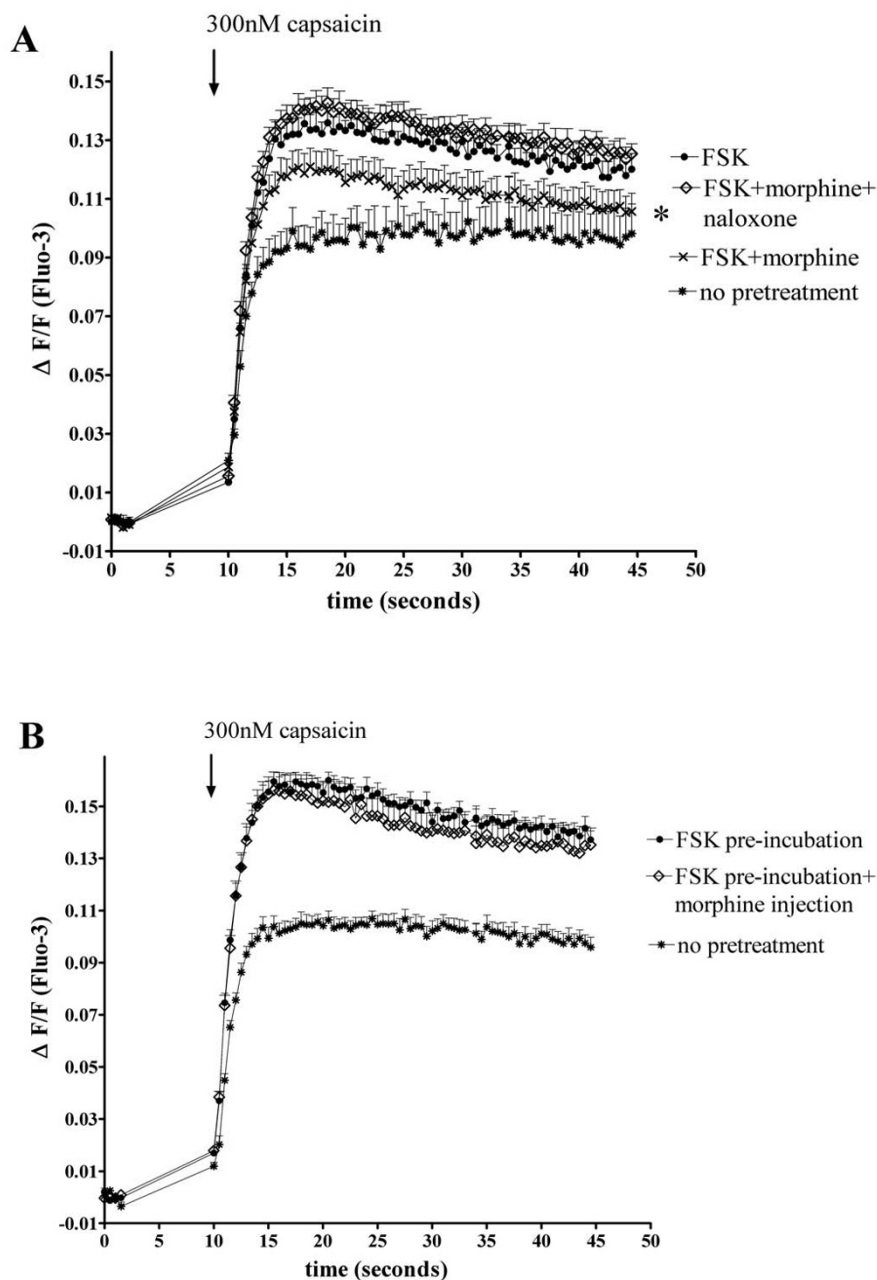 A
300nM capsaicin
0.15
0.13
0.11
0.09
0.07
0.05
0.03
0.01
-0.01
Δ F/F (Fluo-3)
0 5 10 15 20 25 30 35 40 45 50
time (seconds)
FSK
FSK+morphine+
naloxone
*
FSK+morphine
no pretreatment
B
300nM capsaicin
0.15
0.13
0.11
0.09
0.07
0.05
0.03
0.01
-0.01
Δ F/F (Fluo-3)
0 5 10 15 20 25 30 35 40 45 50
time (seconds)
FSK pre-incubation
FSK pre-incubation+
morphine injection
no pretreatment